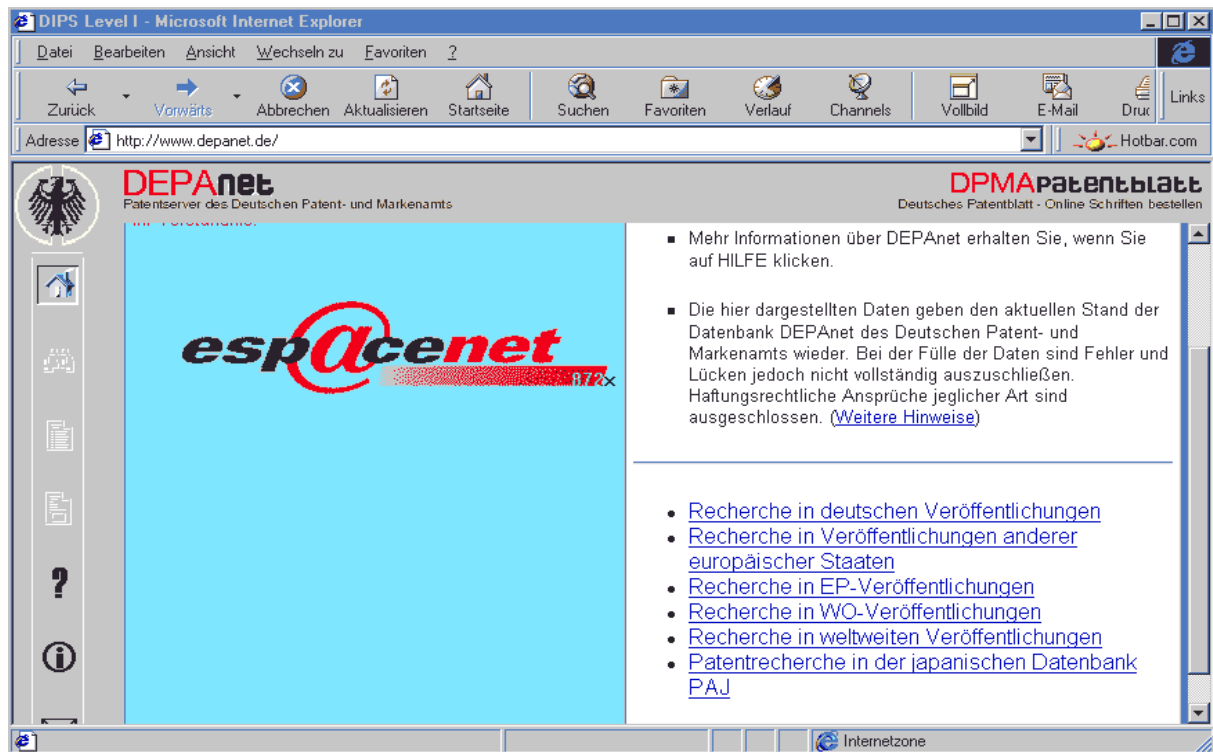 DIPS Level I - Microsoft Internet Explorer
Datei Bearbeiten Ansicht Wechseln zu Favoriten ?
Zurück Vorwärts Abbrechen Aktualisieren Startseite Suchen Favoriten Verlauf Channels Vollbild E-Mail Links
Adresse http://www.depanet.de/ Hotbar.com
DEPAnet
Patentserver des Deutschen Patent- und Markenamts
DPMAPatentblatt
Deutsches Patentblatt - Online Schriften bestellen
Ihr Verständnis.
esp@cenet
872x
Mehr Informationen über DEPAnet erhalten Sie, wenn Sie
auf HILFE klicken.
Die hier dargestellten Daten geben den aktuellen Stand der
Datenbank DEPAnet des Deutschen Patent- und
Markenamts wieder. Bei der Fülle der Daten sind Fehler und
Lücken jedoch nicht vollständig auszuschließen.
Haftungsrechtliche Ansprüche jeglicher Art sind
ausgeschlossen. (Weitere Hinweise)
Recherche in deutschen Veröffentlichungen
Recherche in Veröffentlichungen anderer
europäischer Staaten
Recherche in EP-Veröffentlichungen
Recherche in WO-Veröffentlichungen
Recherche in weltweiten Veröffentlichungen
Patentrecherche in der japanischen Datenbank
PAJ
Internetzone